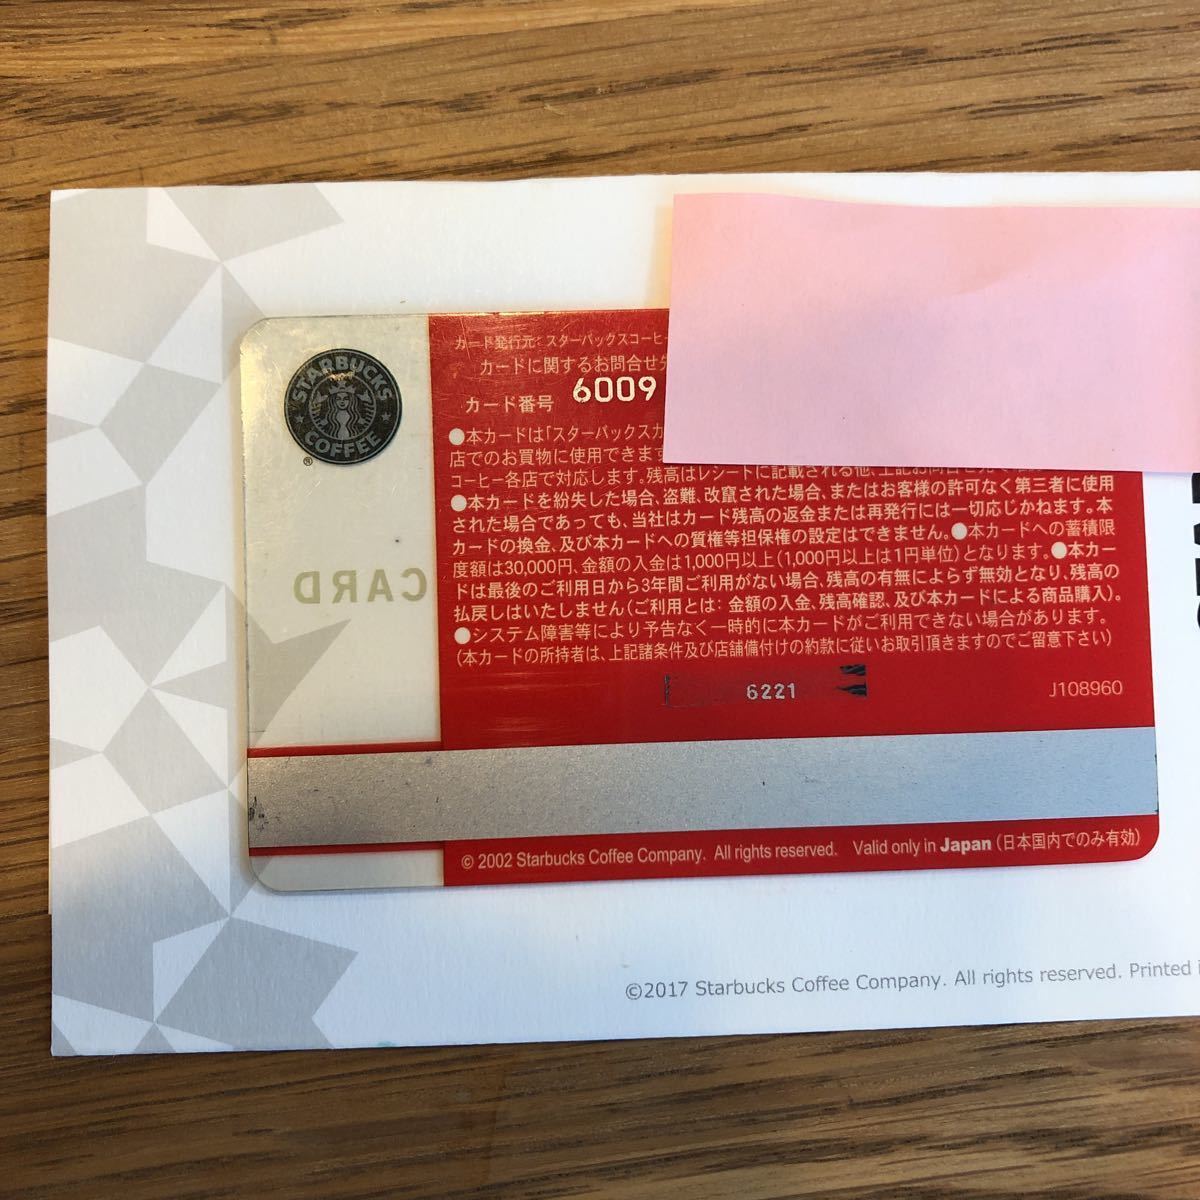 STARBUCKS
COFFEE
®
CARD
カード発行元: スターバックスコーヒー
カードに関するお問合せ先
カード番号 6009
●本カードは「スターバックスカ
店でのお買物に使用できます
コーヒー各店で対応します。残高はレシートに記載される他、上記お問合せ先
●本カードを紛失した場合、盗難、改竄された場合、またはお客様の許可なく第三者に使用
された場合であっても、当社はカード残高の返金または再発行には一切応じかねます。本
カードの換金、及び本カードへの質権等担保権の設定はできません。●本カードへの蓄積限
度額は30,000円、金額の入金は1,000円以上(1,000円以上は1円単位)となります。●本カー
ドは最後のご利用日から3年間ご利用がない場合、残高の有無によらず無効となり、残高の
払戻しはいたしません(ご利用とは: 金額の入金、残高確認、及び本カードによる商品購入)。
●システム障害等により予告なく一時的に本カードがご利用できない場合があります。
(本カードの所持者は、上記諸条件及び店舗備付けの約款に従いお取引頂きますのでご留意下さい)
6221
J108960
© 2002 Starbucks Coffee Company. All rights reserved. Valid only in Japan (日本国内でのみ有効)
©2017 Starbucks Coffee Company. All rights reserved. Printed i